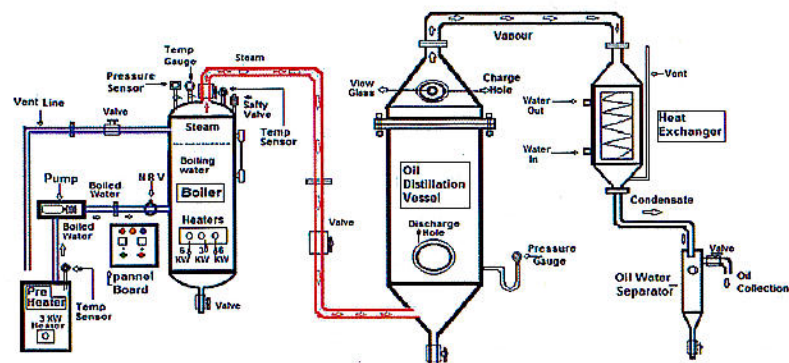 Vent Line
Valve
Pressure
Sensor
Temp
Gauge
Steam
Safty
Valve
Temp
Sensor
Steam
Boiling
water
Boiler
Heaters
KW KW KW
Valve
Pump
Boiled
Water
NRV
Boiled
Water
Pannel
Board
Pre
Heater
3 KW
Heater
Temp
Sensor
Valve
Vapour
View
Glass
Charge
Hole
Oil
Distillation
Vessel
Discharge
Hole
Pressure
Gauge
Vent
Water
Out
Heat
Exchanger
Water
In
Condensate
Valve
Oil
Collection
Oil Water
Separator